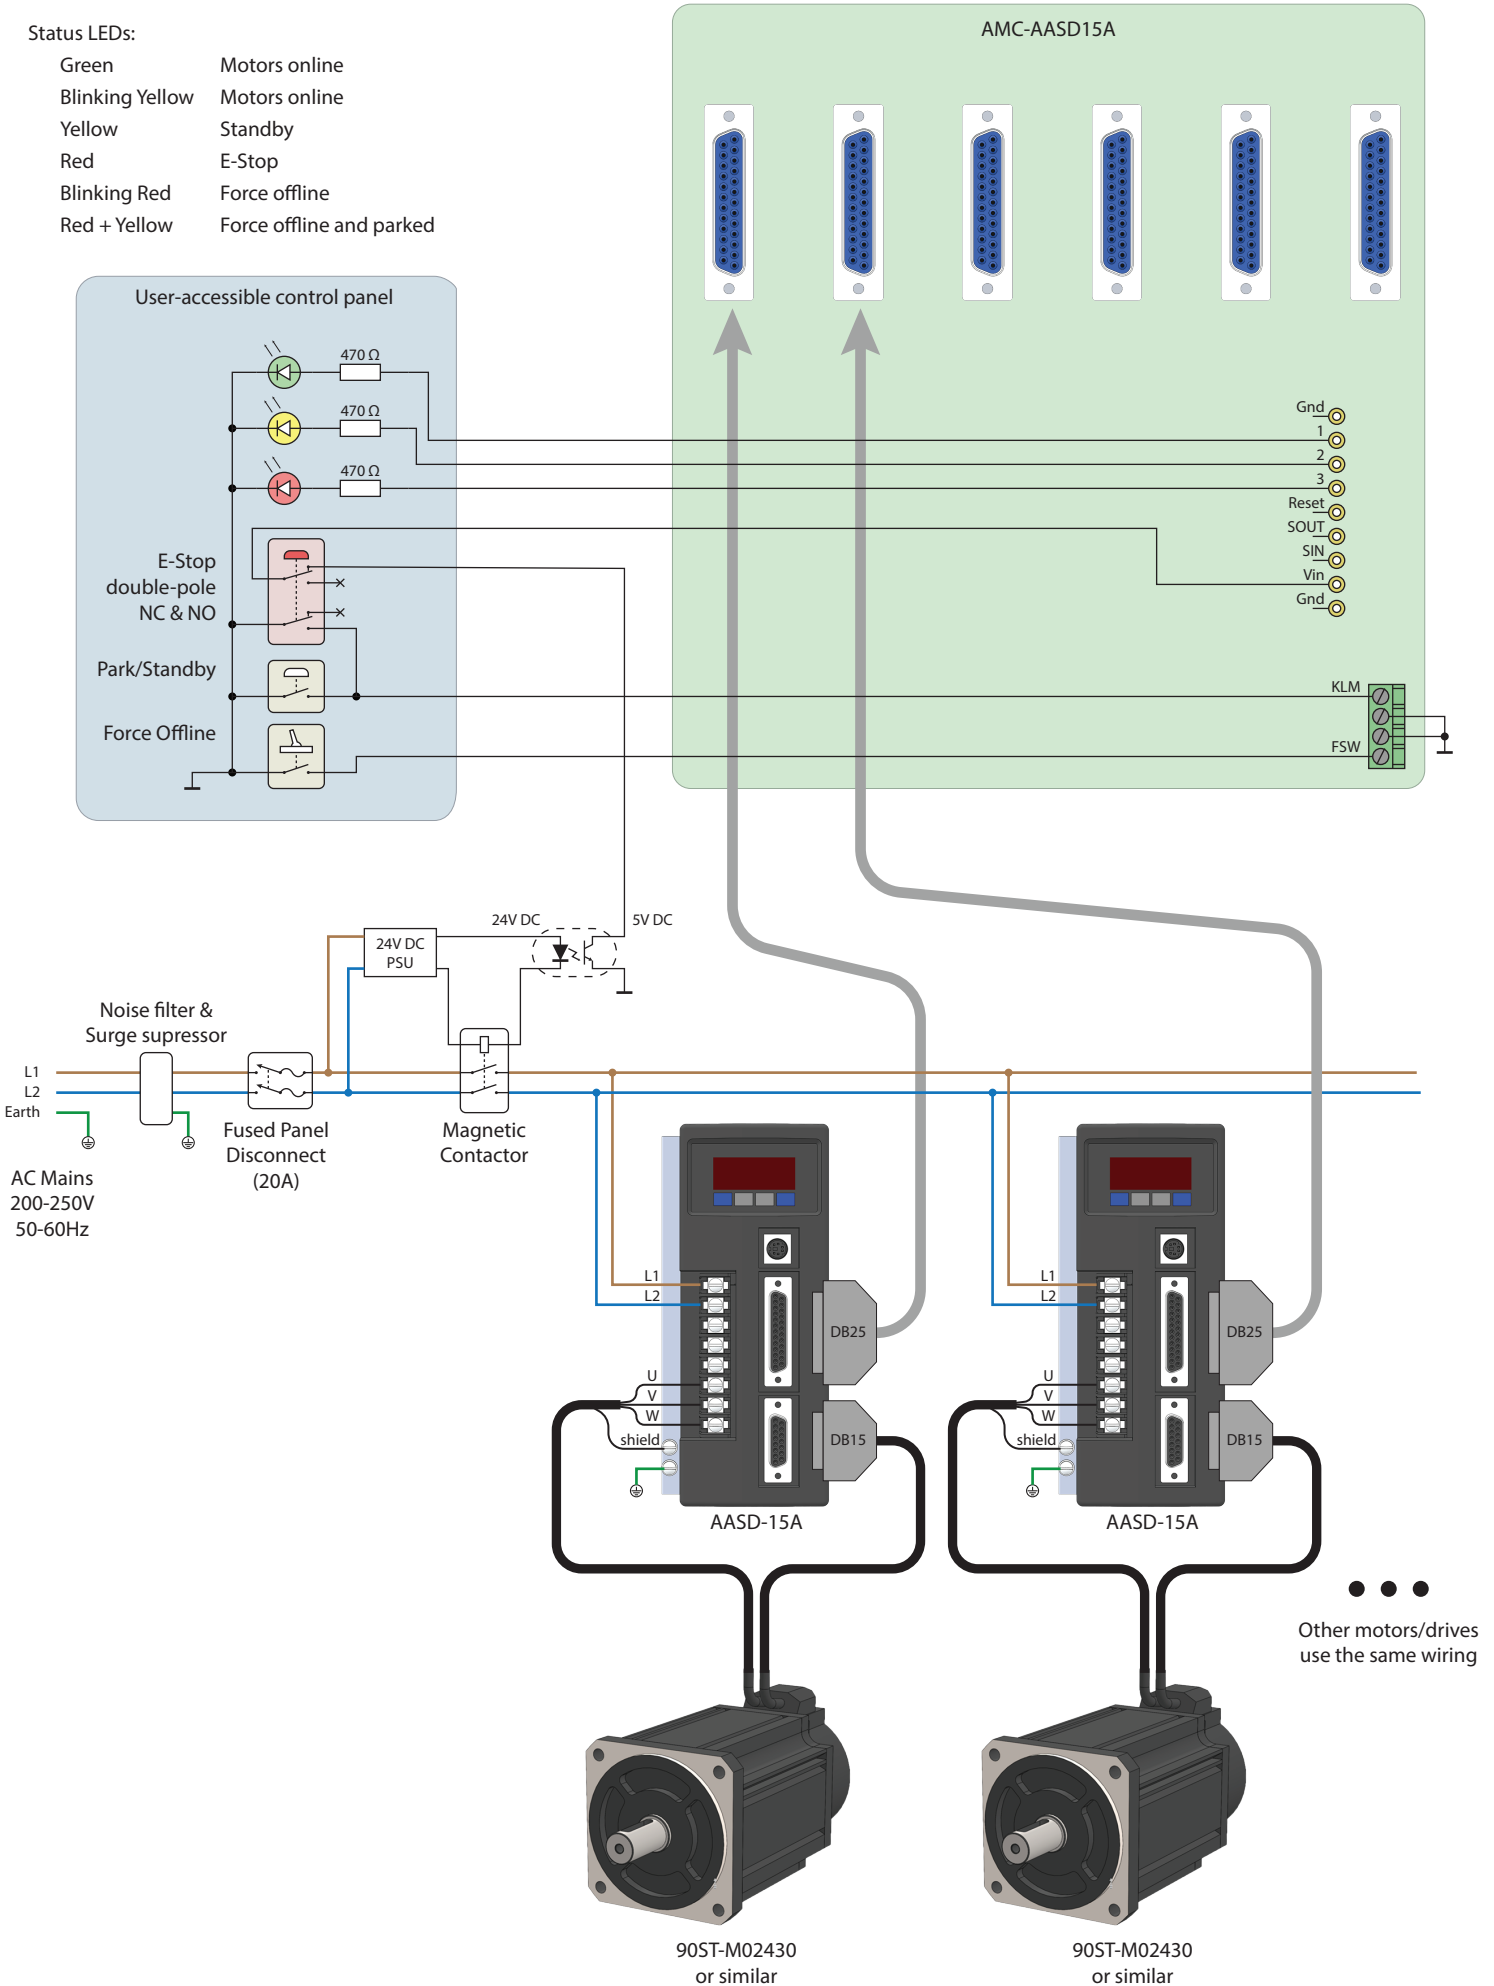 Status LEDs:
Green Motors online
Blinking Yellow Motors online
Yellow Standby
Red E-Stop
Blinking Red Force offline
Red + Yellow Force offline and parked
AMC-AASD15A
User-accessible control panel
470 Ω
470 Ω
470 Ω
E-Stop
double-pole
NC & NO
Park/Standby
Force Offline
Gnd
1
2
3
Reset
SOUT
SIN
Vin
Gnd
KLM
FSW
24V DC
5V DC
24V DC
PSU
Noise filter &
Surge supressor
L1
L2
Earth
AC Mains
200-250V
50-60Hz
Fused Panel
Disconnect
(20A)
Magnetic
Contactor
L1
L2
U
V
W
shield
DB25
DB15
AASD-15A
L1
L2
U
V
W
shield
DB25
DB15
AASD-15A
Other motors/drives
use the same wiring
90ST-M02430
or similar
90ST-M02430
or similar